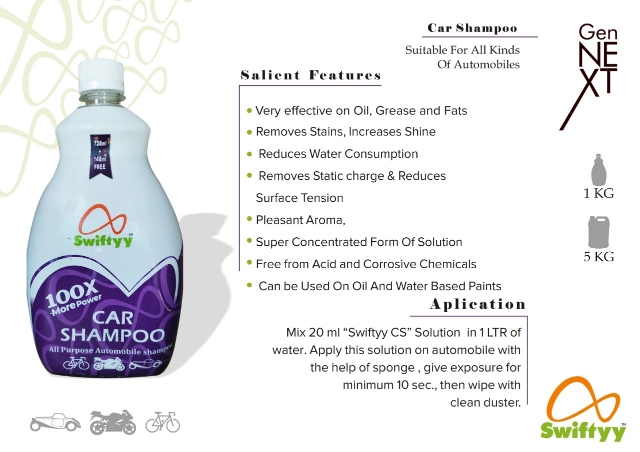 Car Shampoo
Suitable For All Kinds
Of Automobiles
Gen
NE
XT
Salient Features
Very effective on Oil, Grease and Fats
Removes Stains, Increases Shine
Reduces Water Consumption
Removes Static charge & Reduces
Surface Tension
Pleasant Aroma,
Super Concentrated Form Of Solution
Free from Acid and Corrosive Chemicals
Can be Used On Oil And Water Based Paints
1 KG
5 KG
Aplication
Mix 20 ml “Swiftyy CS” Solution in 1 LTR of
water. Apply this solution on automobile with
the help of sponge , give exposure for
minimum 10 sec., then wipe with
clean duster.
FREE
Swiftyy™
100X
More Power
CAR
SHAMPOO
All Purpose Automobile shampoo
Swiftyy™